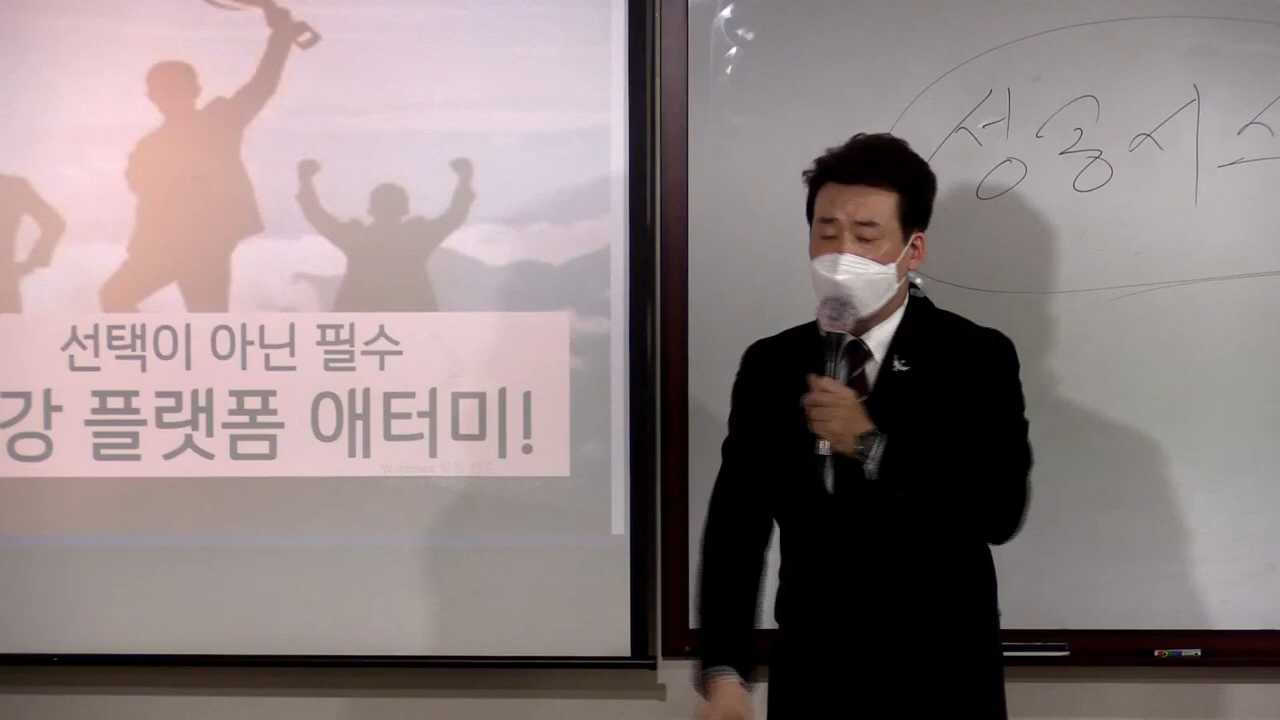 선택이 아닌 필수
강 플랫폼 애터미!
성공시스